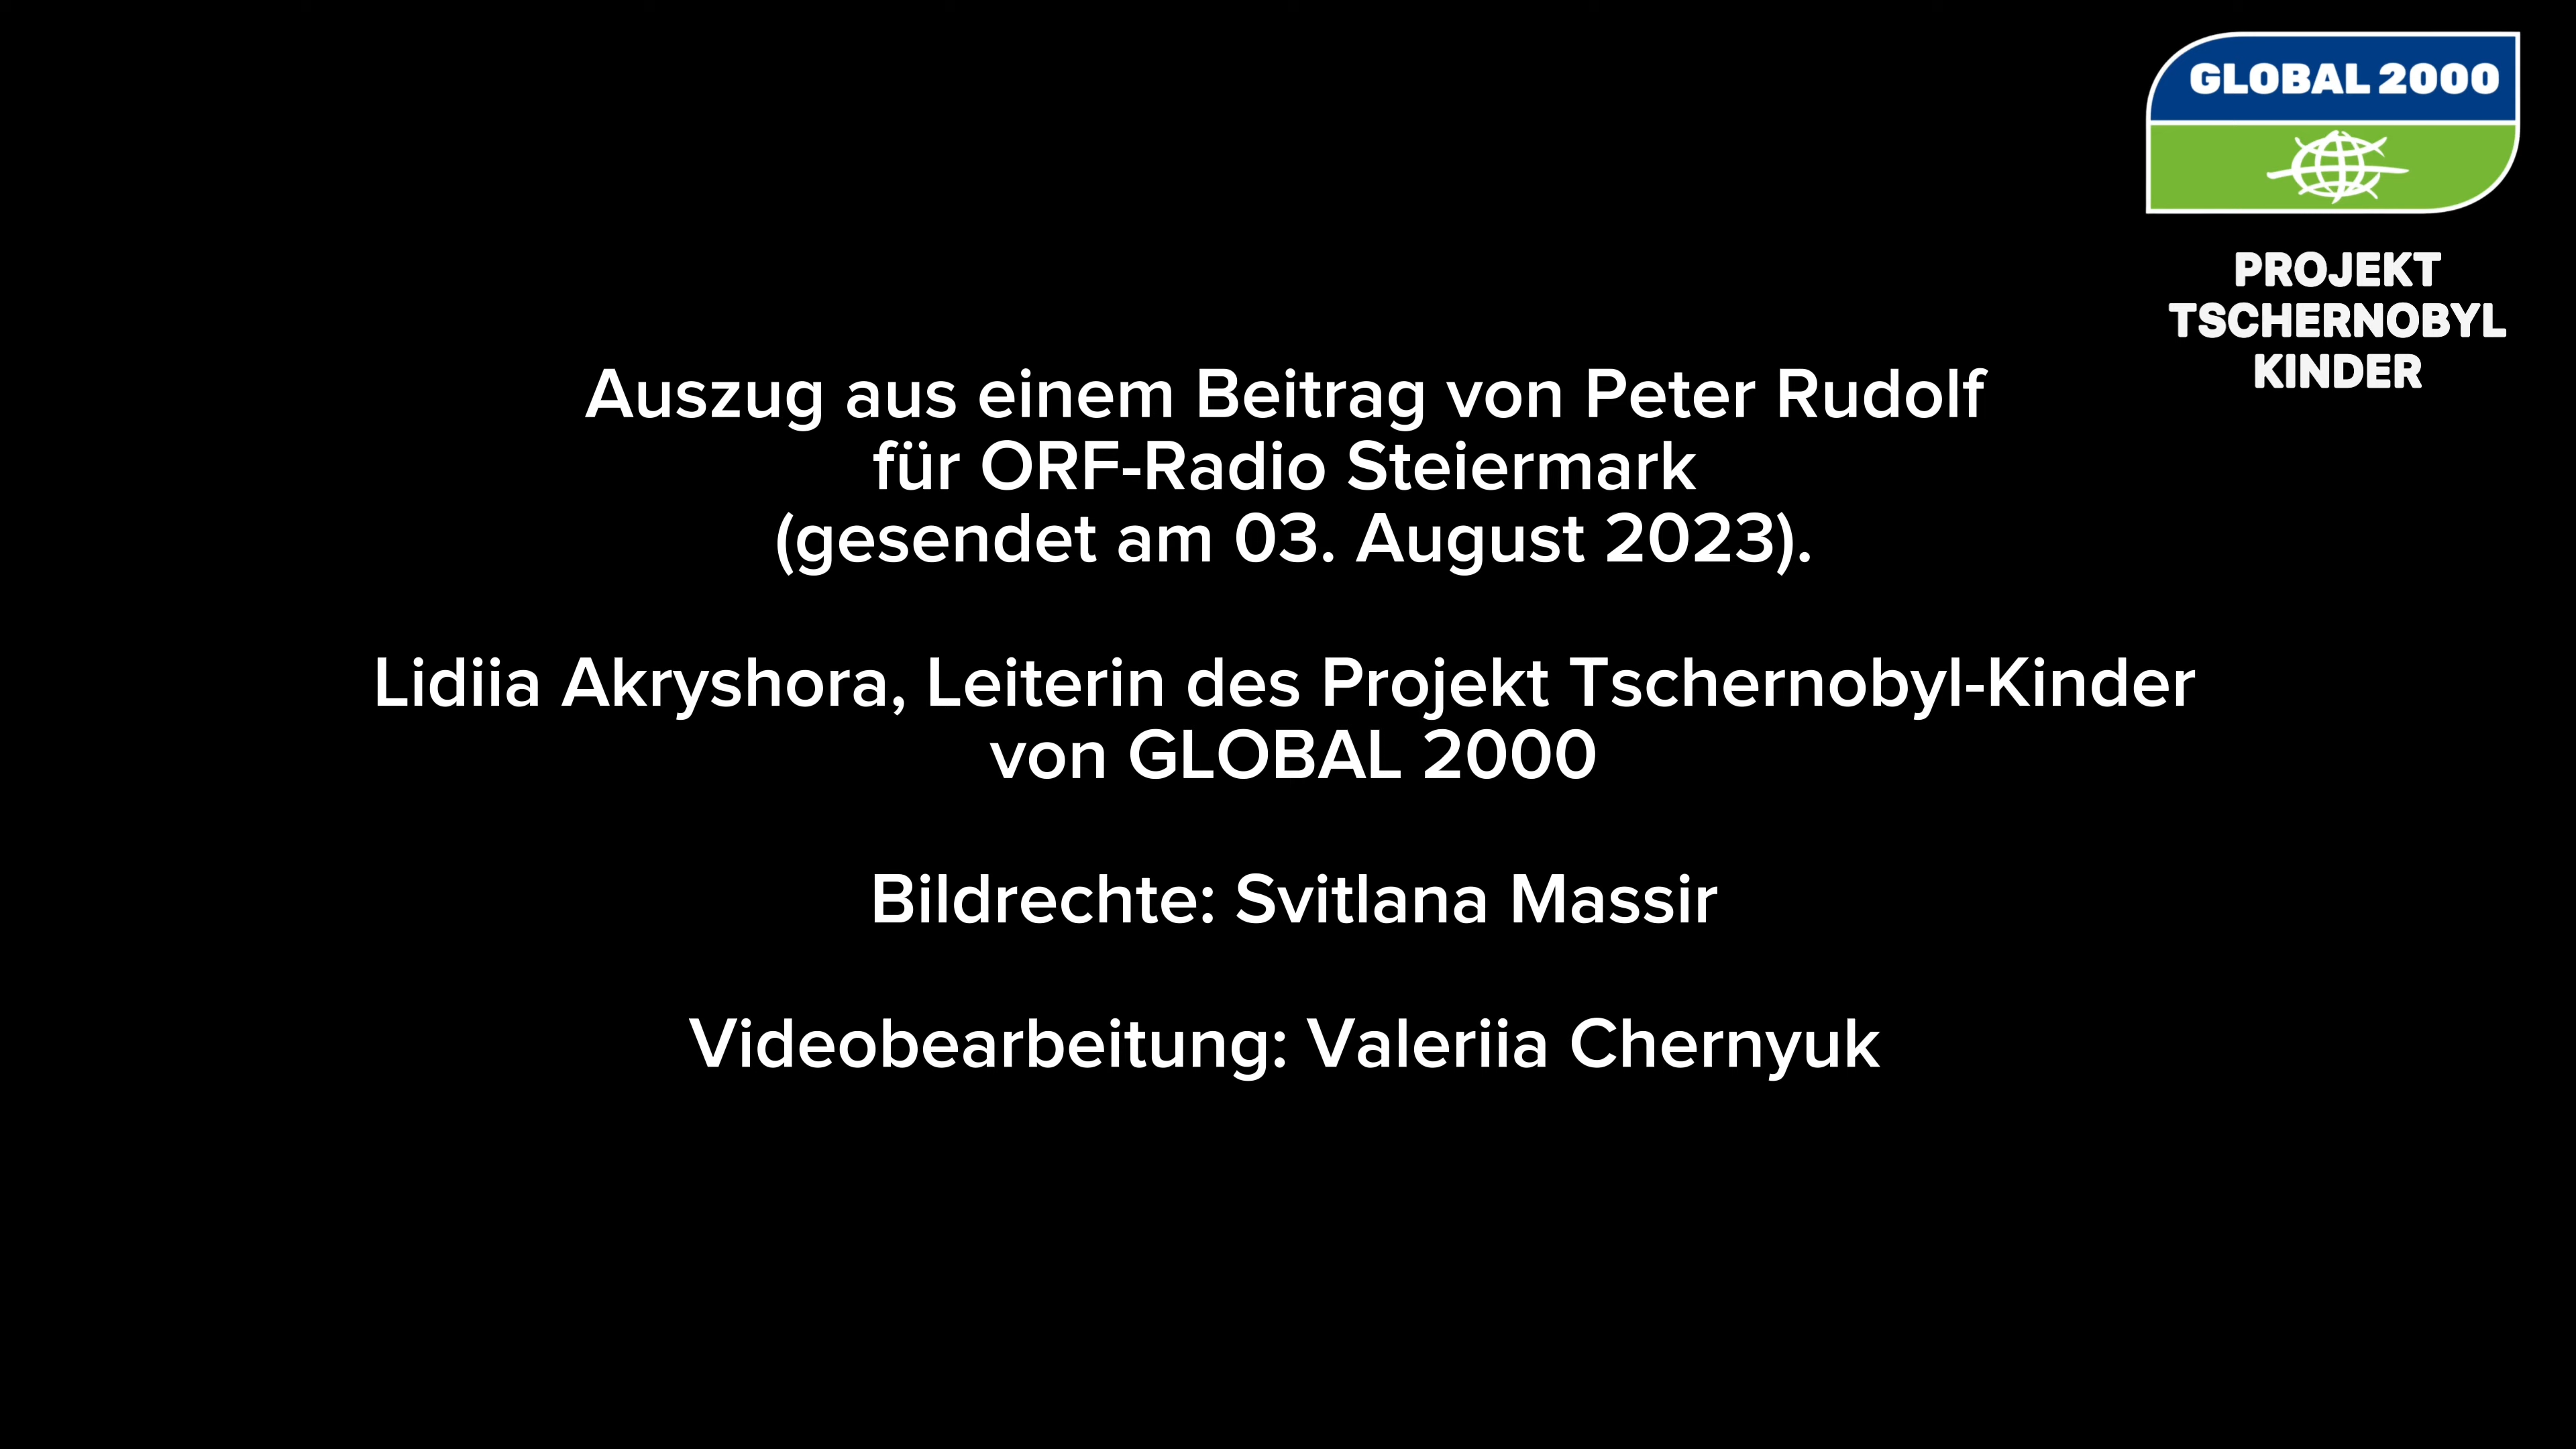 GLOBAL 2000
PROJEKT
TSCHERNOBYL
KINDER
Auszug aus einem Beitrag von Peter Rudolf
für ORF-Radio Steiermark
(gesendet am 03. August 2023).
Lidiia Akryshora, Leiterin des Projekt Tschernobyl-Kinder
von GLOBAL 2000
Bildrechte: Svitlana Massir
Videobearbeitung: Valeriia Chernyuk